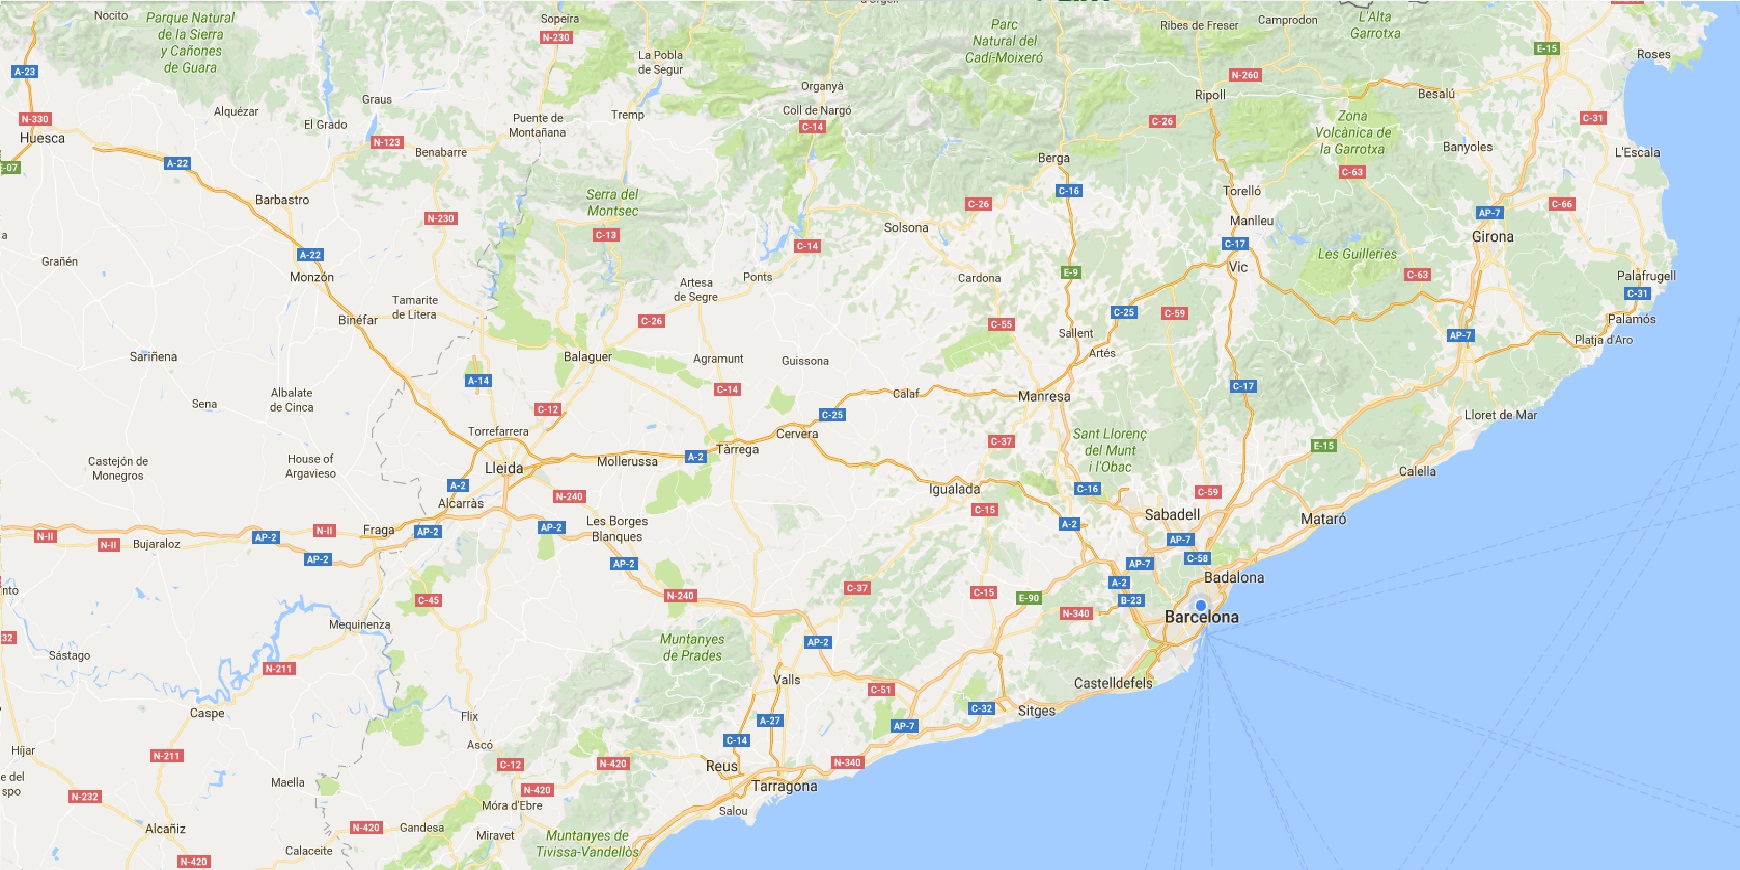 Nocito
Parque Natural
de la Sierra
y Cañones
de Guara
Sopeira
N-230
La Pobla
de Segur
Parc
Natural del
Cadí-Moixeró
Ribes de Freser
Camprodon
L'Alta
Garrotxa
E-15
Roses
A-23
N-260
Organyà
Ripoll
Besalú
Graus
Alquézar
El Grado
Tremp
Coll de Nargó
C-14
Puente de
Montañana
N-330
Huesca
N-123
Benabarre
C-26
Zona
Volcànica de
la Garrotxa
C-31
Banyoles
L'Escala
E-07
A-22
Berga
C-16
C-63
Torelló
Barbastro
Serra del
Montsec
N-230
C-26
C-66
AP-7
Manlleu
Solsona
C-13
C-14
C-17
Girona
A-22
Grañén
Monzón
Les Guilleries
Vic
E-9
C-63
Palafrugell
Ponts
Cardona
Artesa
de Segre
C-31
Tamarite
de Litera
Binéfar
C-26
C-55
C-25
C-59
Palamós
Sallent
AP-7
Platja d'Aro
Sariñena
Balaguer
Agramunt
Guissona
Artés
A-14
C-14
C-17
Albalate
de Cinca
Sena
Calaf
Manresa
C-12
C-25
Lloret de Mar
Torrefarrera
Cervera
Sant Llorenç
del Munt
i l'Obac
C-37
E-15
Tàrrega
A-2
Mollerussa
Castejón de
Monegros
House of
Argavieso
Lleida
Calella
A-2
Igualada
C-16
C-59
Alcarràs
N-240
C-15
Sabadell
Mataró
Les Borges
Blanques
A-2
N-II
N-II
Fraga
AP-2
AP-2
AP-2
N-II
Bujaraloz
AP-7
C-58
AP-2
AP-2
AP-7
Badalona
A-2
C-37
C-15
E-90
B-23
C-45
N-240
N-340
Barcelona
Mequinenza
32
AP-2
Muntanyes
de Prades
Sástago
N-211
Valls
C-51
Castelldefels
Caspe
Flix
C-32
Sitges
A-27
AP-7
C-14
Ascó
Híjar
N-211
C-12
N-420
Reus
N-340
e del
spo
Maella
N-420
Tarragona
N-232
Móra d'Ebre
Salou
Alcañiz
N-420
Gandesa
Miravet
Muntanyes de
Tivissa-Vandellòs
Calaceite
N-420